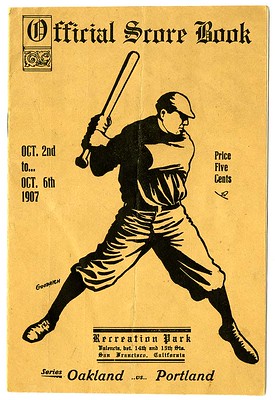 Official Score Book
OCT. 2nd
to...
OCT. 6th
1907
Price
Five
Cents
Recreation Park
Valencia, bet. 14th and 15th Sts.
San Francisco, California
Series Oakland ..vs.. Portland